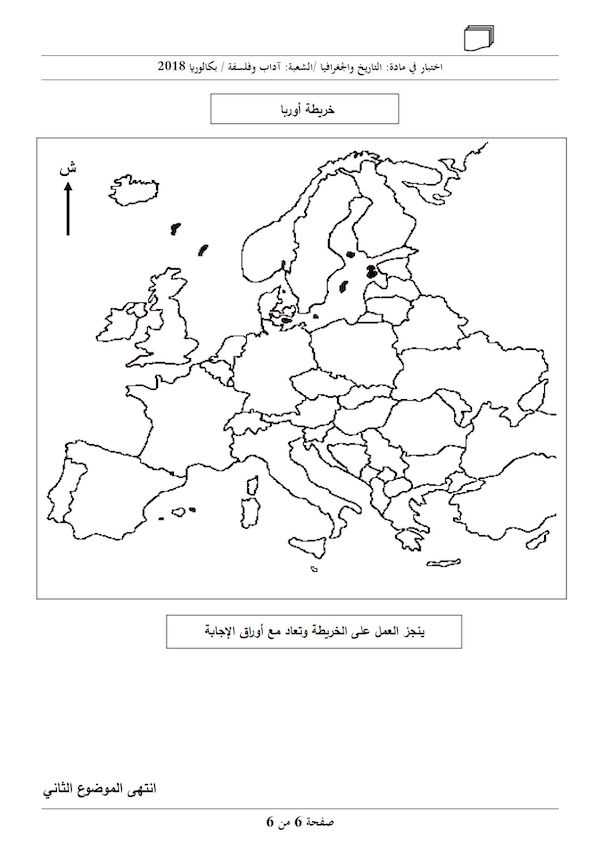 اختبار في مادة: التاريخ والجغرافيا /الشعبة: آداب وفلسفة / بكالوريا 2018
خريطة أوربا
ش
ينجز العمل على الخريطة وتعاد مع أوراق الإجابة
انتهى الموضوع الثاني
صفحة 6 من 6